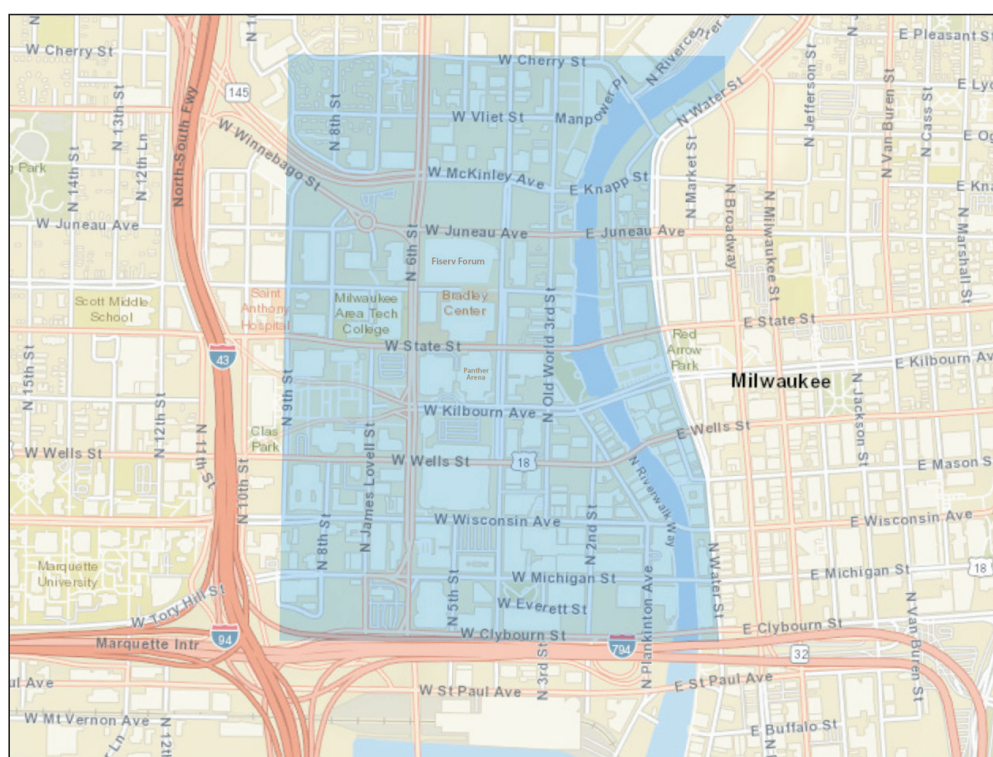 W Cherry St
145
North-South Fwy
N 13th St
N 12th Ln
N 14th St
g Park
W Winnebago St
N 8th St
W Cherry St
W Vliet St
Manpower Pl
N Rivercenter
N Water St
E Pleasant St
N Jefferson St
N Van Buren St
N Cass St
E Lyo
E Og
W McKinley Ave
E Knapp St
N Market St
N Broadway
N Milwaukee St
E Kna
N Marshall St
W Juneau Ave
W Juneau Ave
E Juneau Ave
N 6th St
Fiserv Forum
Scott Middle
School
Saint
Anthony
Hospital
Milwaukee
Area Tech
College
Bradley
Center
N Old World 3rd St
E State St
W State St
Red
Arrow
Park
43
Panther
Arena
E Kilbourn Av
Milwaukee
N 15th St
N 12th St
N 11th St
N 9th St
Clas
Park
W Kilbourn Ave
N Jackson St
E Wells St
W Wells St
W Wells St
18
N James Lovell St
N 10th St
N Riverwalk Way
E Mason S
N 8th St
W Wisconsin Ave
N 2nd St
E Wisconsin Ave
Marquette
University
W Michigan St
E Michigan St
18
N 5th St
N Plankinton Ave
N Water St
W Everett St
W Tory Hill St
W Clybourn St
E Clybourn St
N Van Buren St
Marquette Intr
94
794
32
ul Ave
W St Paul Ave
N 3rd St
E St Paul Ave
W Mt Vernon Ave
N 12th
E Buffalo St